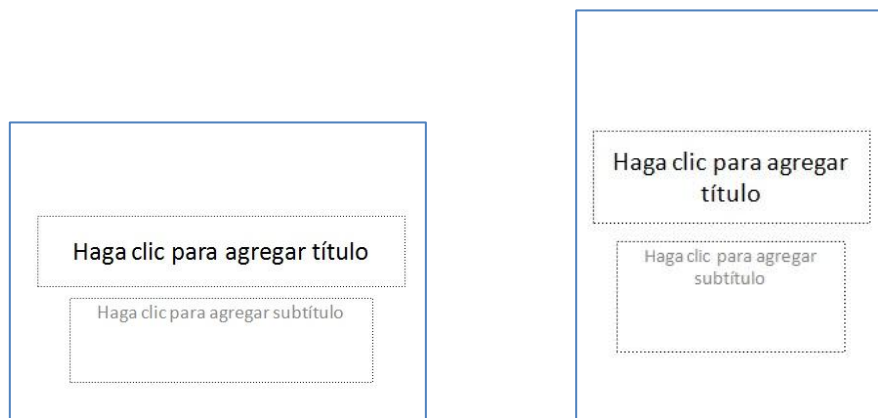 Haga clic para agregar título
Haga clic para agregar subtítulo
Haga clic para agregar
título
Haga clic para agregar
subtítulo